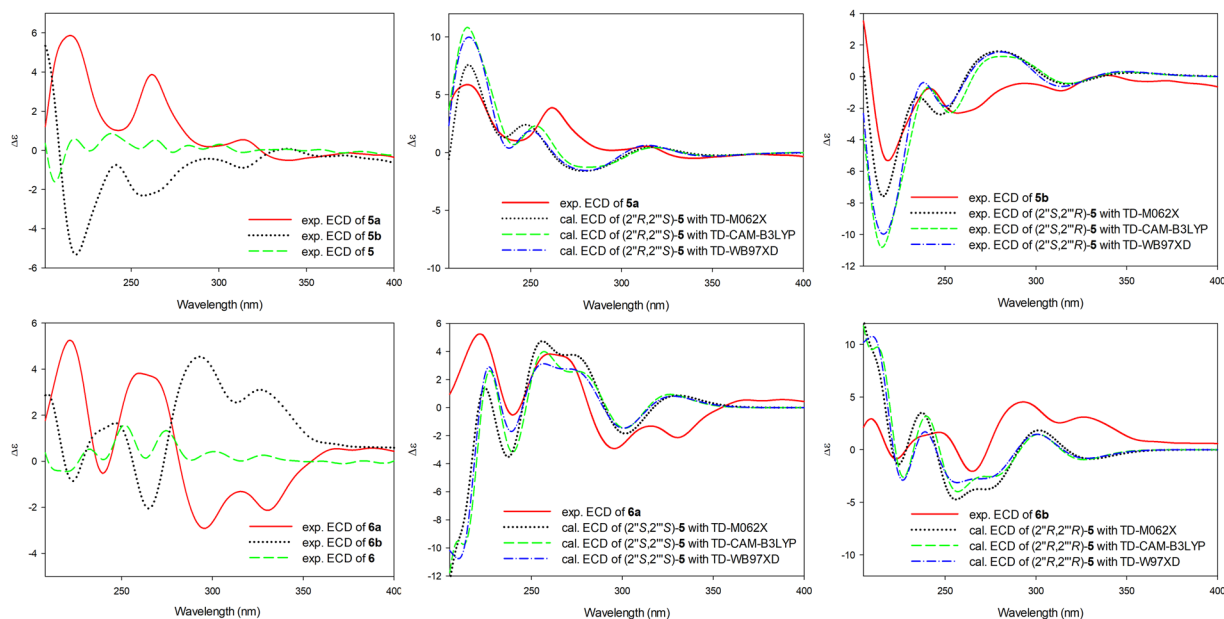 6
4
2
0
-2
-4
-6
Δε
250
300
350
400
Wavelength (nm)
exp. ECD of 5a
exp. ECD of 5b
exp. ECD of 5
10
5
0
-5
-10
Δε
250
300
350
400
Wavelength (nm)
exp. ECD of 5a
cal. ECD of (2"R,2'''S)-5 with TD-M062X
cal. ECD of (2"R,2'''S)-5 with TD-CAM-B3LYP
cal. ECD of (2"R,2'''S)-5 with TD-WB97XD
4
2
0
-2
-4
-6
-8
-10
-12
Δε
250
300
350
400
Wavelength (nm)
exp. ECD of 5b
exp. ECD of (2"S,2'''R)-5 with TD-M062X
exp. ECD of (2"S,2'''R)-5 with TD-CAM-B3LYP
exp. ECD of (2"S,2'''R)-5 with TD-WB97XD
6
4
2
0
-2
-4
Δε
250
300
350
400
Wavelength (nm)
exp. ECD of 6a
exp. ECD of 6b
exp. ECD of 6
6
4
2
0
-2
-4
-6
-8
-10
-12
Δε
250
300
350
400
Wavelength (nm)
exp. ECD of 6a
cal. ECD of (2"S,2'''S)-5 with TD-M062X
cal. ECD of (2"S,2'''S)-5 with TD-CAM-B3LYP
cal. ECD of (2"S,2'''S)-5 with TD-WB97XD
10
5
0
-5
-10
Δε
250
300
350
400
Wavelength (nm)
exp. ECD of 6b
cal. ECD of (2"R,2'''R)-5 with TD-M062X
cal. ECD of (2"R,2'''R)-5 with TD-CAM-B3LYP
cal. ECD of (2"R,2'''R)-5 with TD-W97XD